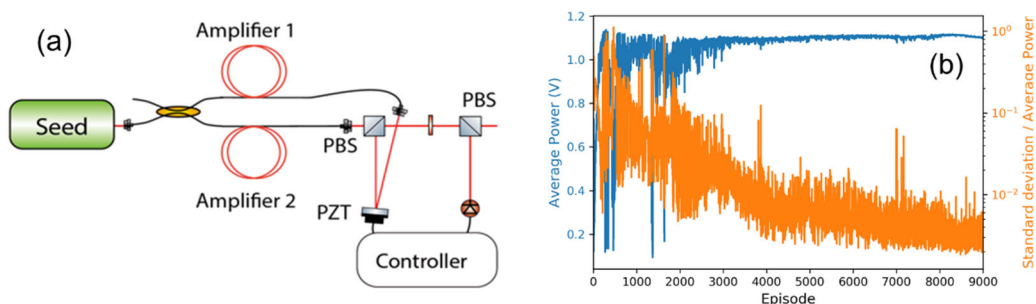 (a)
Amplifier 1
Seed
PBS
PBS
Amplifier 2
PZT
Controller
(b)
1.2
1.0
0.8
0.6
0.4
0.2
Average Power (V)
10⁰
10⁻¹
10⁻²
Standard deviation / Average Power
0 1000 2000 3000 4000 5000 6000 7000 8000 9000
Episode